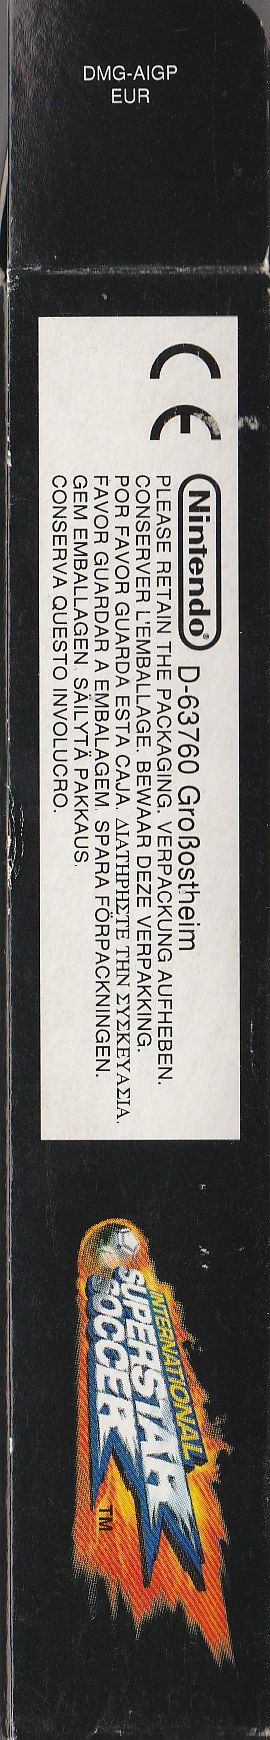 DMG-AIGP
EUR
CE
Nintendo® D-63760 Großostheim
PLEASE RETAIN THE PACKAGING. VERPACKUNG AUFHEBEN.
CONSERVER L'EMBALLAGE. BEWAAR DEZE VERPAKKING.
POR FAVOR GUARDA ESTA CAJA. ΔΙΑΤΗΡΗΣΤΕ ΤΗΝ ΣΥΣΚΕΥΑΣΙΑ.
FAVOR GUARDAR A EMBALAGEM. SPARA FÖRPACKNINGEN.
GEM EMBALLAGEN. SÄILYTÄ PAKKAUS.
CONSERVA QUESTO INVOLUCRO.
INTERNATIONAL
SUPERSTAR
SOCCER™